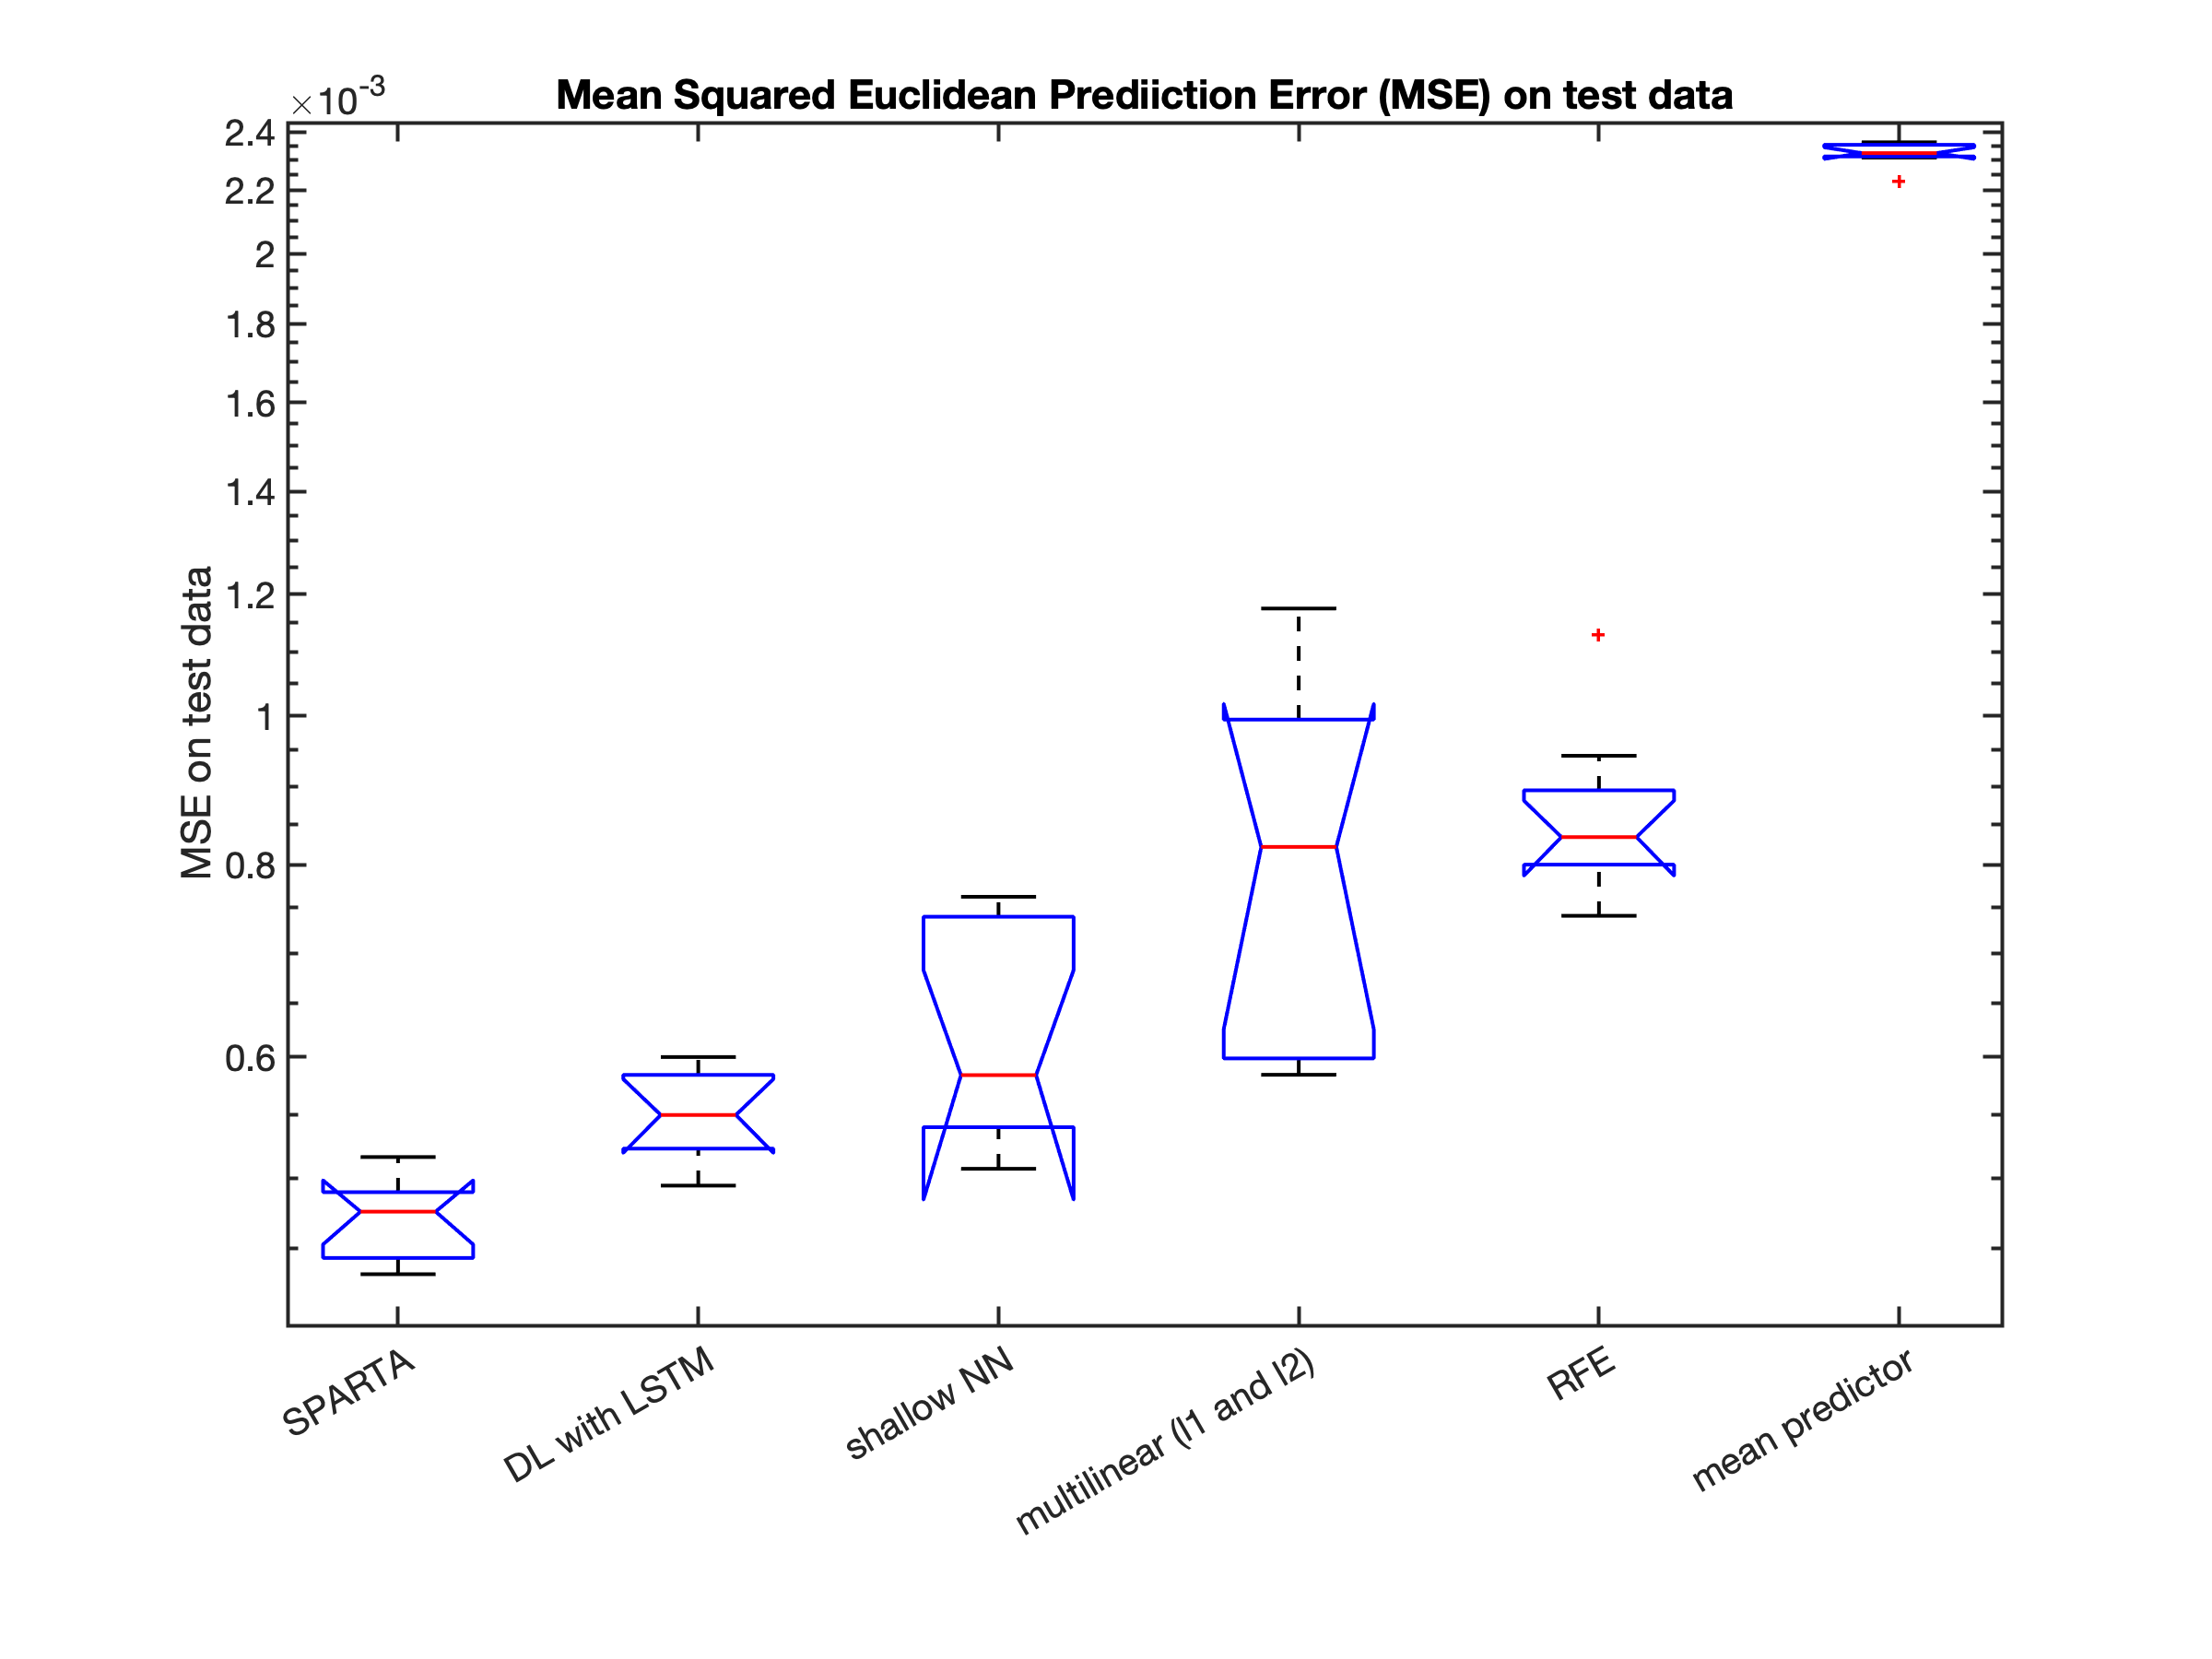 ×10-3
Mean Squared Euclidean Prediiction Error (MSE) on test data
2.4
2.2
2
1.8
1.6
1.4
1.2
1
0.8
0.6
MSE on test data
SPARTA
DL with LSTM
shallow NN
multilinear (l1 and l2)
RFE
mean predictor